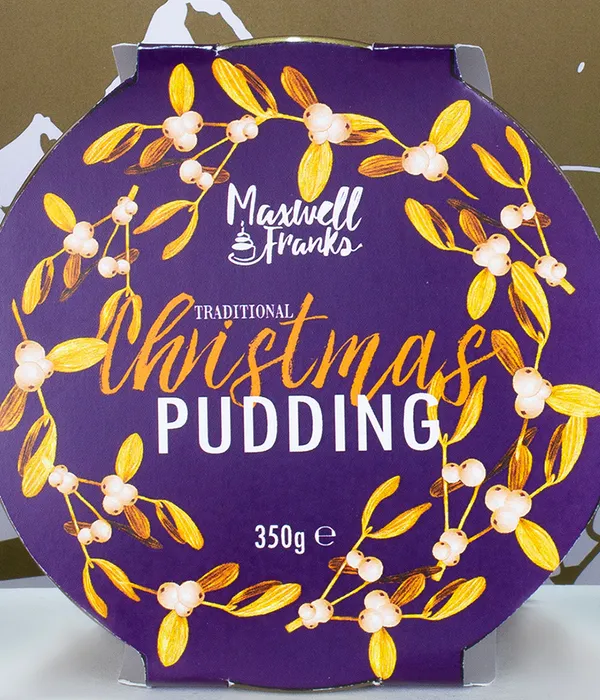 Maxwell
Franks
TRADITIONAL
Christmas
PUDDING
350g ℮